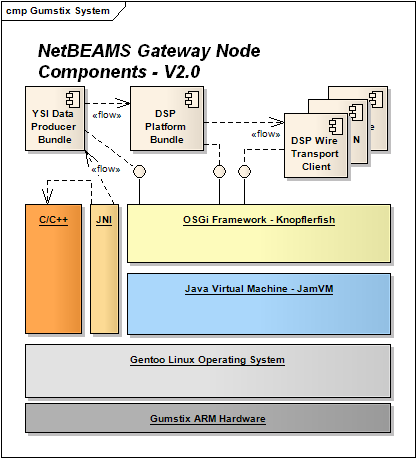 cmp Gumstix System
NetBEAMS Gateway Node
Components - V2.0
YSI Data
Producer
Bundle
«flow»
DSP
Platform
Bundle
«flow»
DSP Wire
Transport
Client
N
e
«flow»
C/C++
JNI
OSGi Framework - Knopflerfish
Java Virtual Machine - JamVM
Gentoo Linux Operating System
Gumstix ARM Hardware